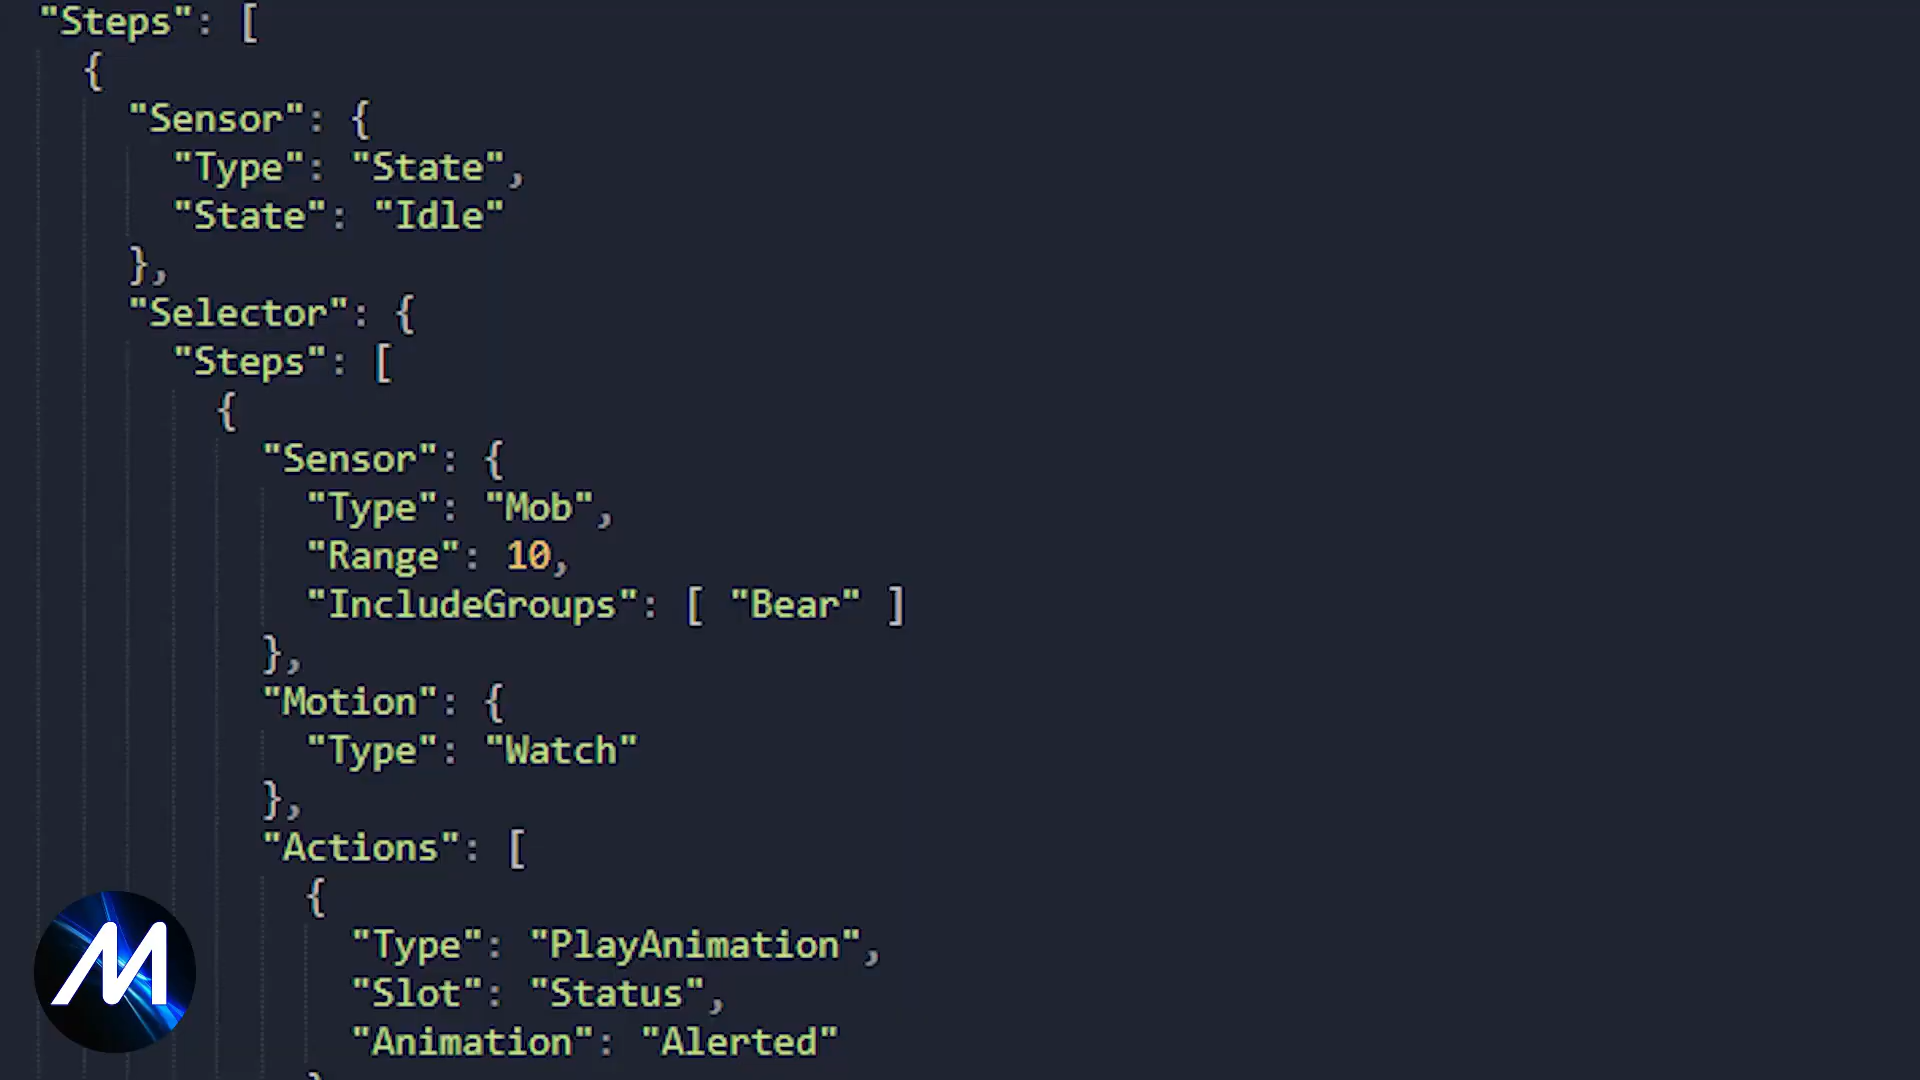 "Steps": [
{
"Sensor": {
"Type": "State",
"State": "Idle"
},
"Selector": {
"Steps": [
{
"Sensor": {
"Type": "Mob",
"Range": 10,
"IncludeGroups": [ "Bear" ]
},
"Motion": {
"Type": "Watch"
},
"Actions": [
{
"Type": "PlayAnimation",
"Slot": "Status",
"Animation": "Alerted"
M